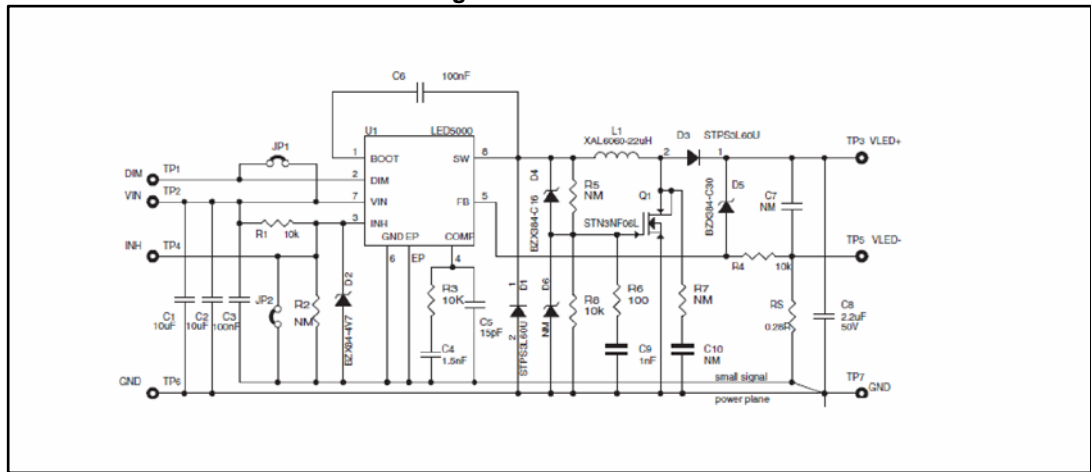 C6
100nF
U1
LED5000
L1
XAL6060-22uH
D3
STPS3L60U
TP3 VLED+
JP1
1
BOOT
SW
8
2
1
DIM
TP1
2
DIM
D4
R5
NM
Q1
D5
C7
NM
VIN
TP2
7
VIN
FB
5
BZX384-C16
STN3NF06L
BZX384-C30
3
INH
R1
10k
GND EP
COMP
INH
TP4
6
EP
4
R4
10k
TP5 VLED-
D2
JP2
R2
NM
BZX84-4V7
R3
10K
C5
15pF
1
D1
D6
NM
R8
10k
R6
100
R7
NM
RS
0.28R
C8
2.2uF
50V
C1
10uF
C2
10uF
C3
100nF
C4
1.5nF
2
STPS3L60U
C9
1nF
C10
NM
small signal
GND
TP6
power plane
TP7
GND